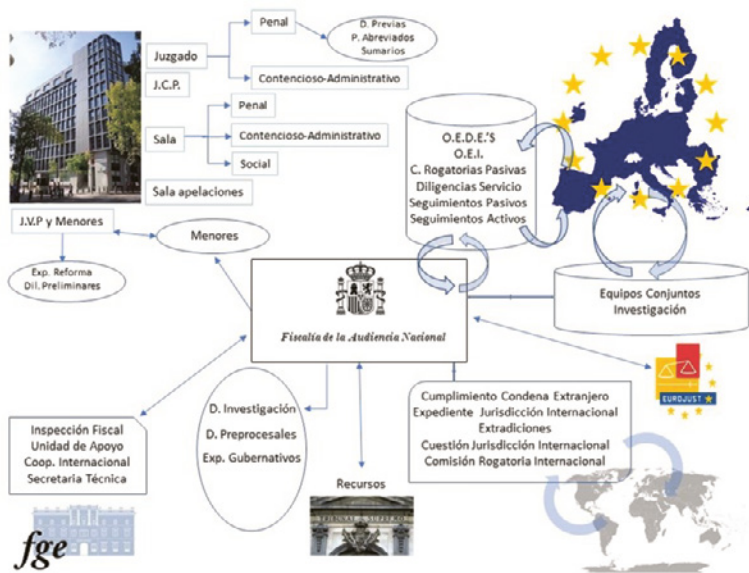 Penal
D. Previas
P. Abreviados
Sumarios
Juzgado
J.C.P.
Contencioso-Administrativo
Penal
Sala
Contencioso-Administrativo
Social
Sala apelaciones
O.E.D.E.'S
O.E.I.
C. Rogatorias Pasivas
Diligencias Servicio
Seguimientos Pasivos
Seguimientos Activos
J.V.P y Menores
Menores
Exp. Reforma
Dil. Preliminares
Fiscalía de la Audiencia Nacional
Equipos Conjuntos
Investigación
EUROJUST
Inspección Fiscal
Unidad de Apoyo
Coop. Internacional
Secretaria Técnica
fge
D. Investigación
D. Preprocesales
Exp. Gubernativos
Recursos
TRIBUNAL SUPREMO
Cumplimiento Condena Extranjero
Expediente Jurisdicción Internacional
Extradiciones
Cuestión Jurisdicción Internacional
Comisión Rogatoria Internacional